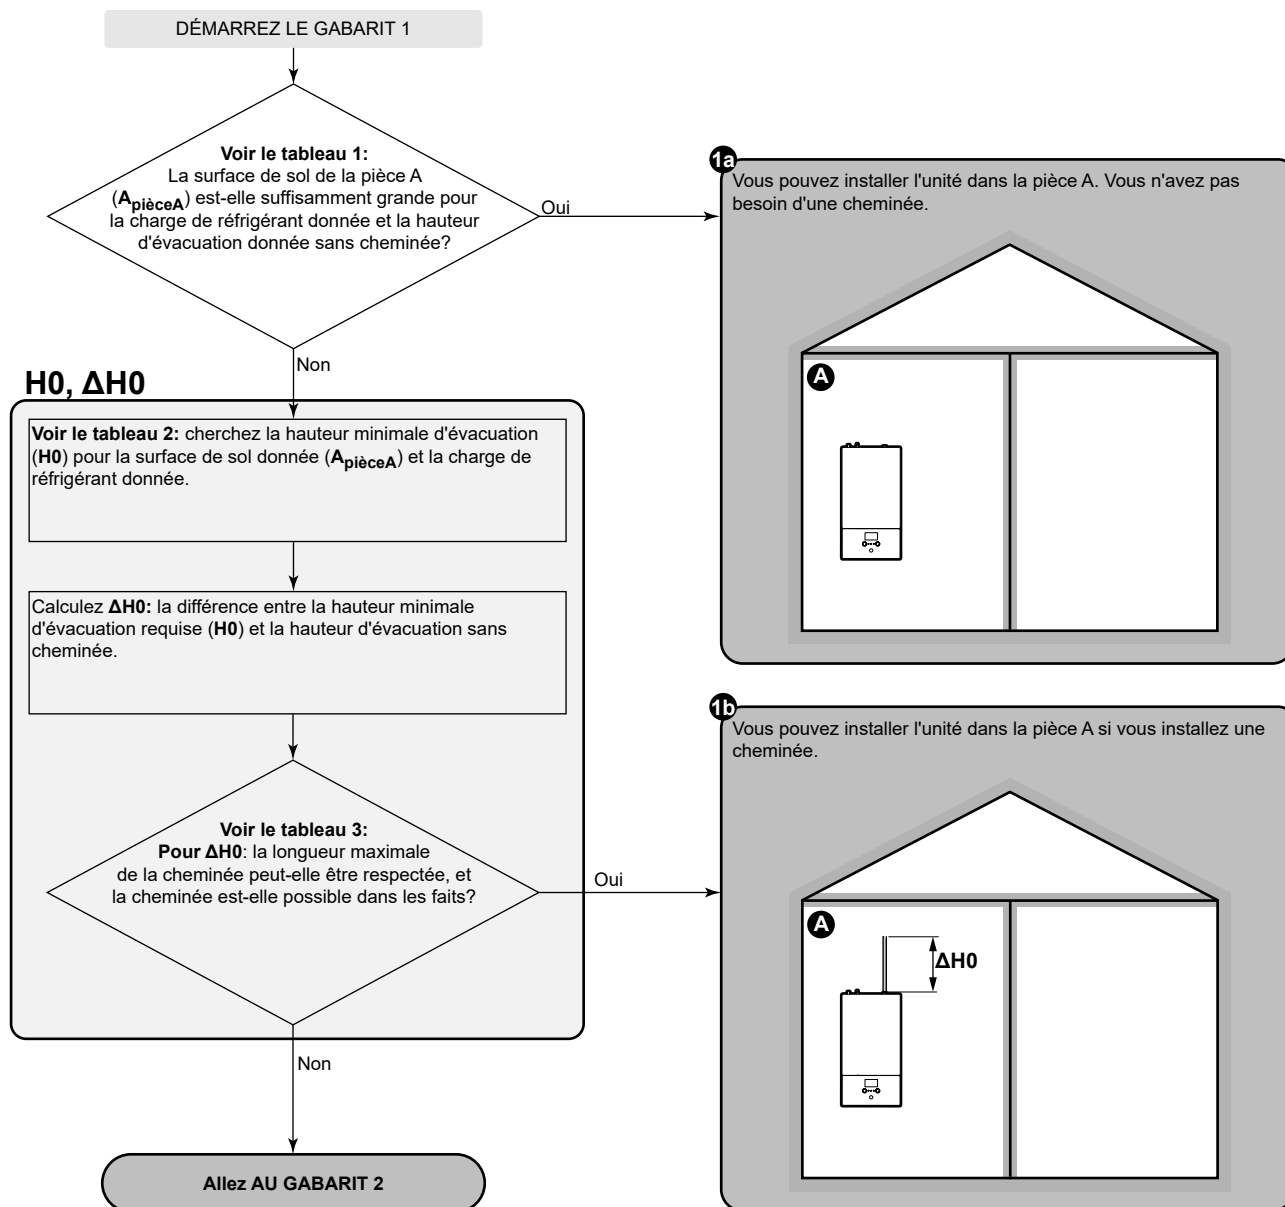 DÉMARREZ LE GABARIT 1
Voir le tableau 1:
La surface de sol de la pièce A
(ApièceA) est-elle suffisamment grande pour
la charge de réfrigérant donnée et la hauteur
d'évacuation donnée sans cheminée?
Oui
Non
1a
Vous pouvez installer l'unité dans la pièce A. Vous n'avez pas
besoin d'une cheminée.
A
H0, ΔH0
Voir le tableau 2: cherchez la hauteur minimale d'évacuation
(H0) pour la surface de sol donnée (ApièceA) et la charge de
réfrigérant donnée.
Calculez ΔH0: la différence entre la hauteur minimale
d'évacuation requise (H0) et la hauteur d'évacuation sans
cheminée.
Voir le tableau 3:
Pour ΔH0: la longueur maximale
de la cheminée peut-elle être respectée, et
la cheminée est-elle possible dans les faits?
Oui
Non
1b
Vous pouvez installer l'unité dans la pièce A si vous installez une
cheminée.
A
ΔH0
Allez AU GABARIT 2